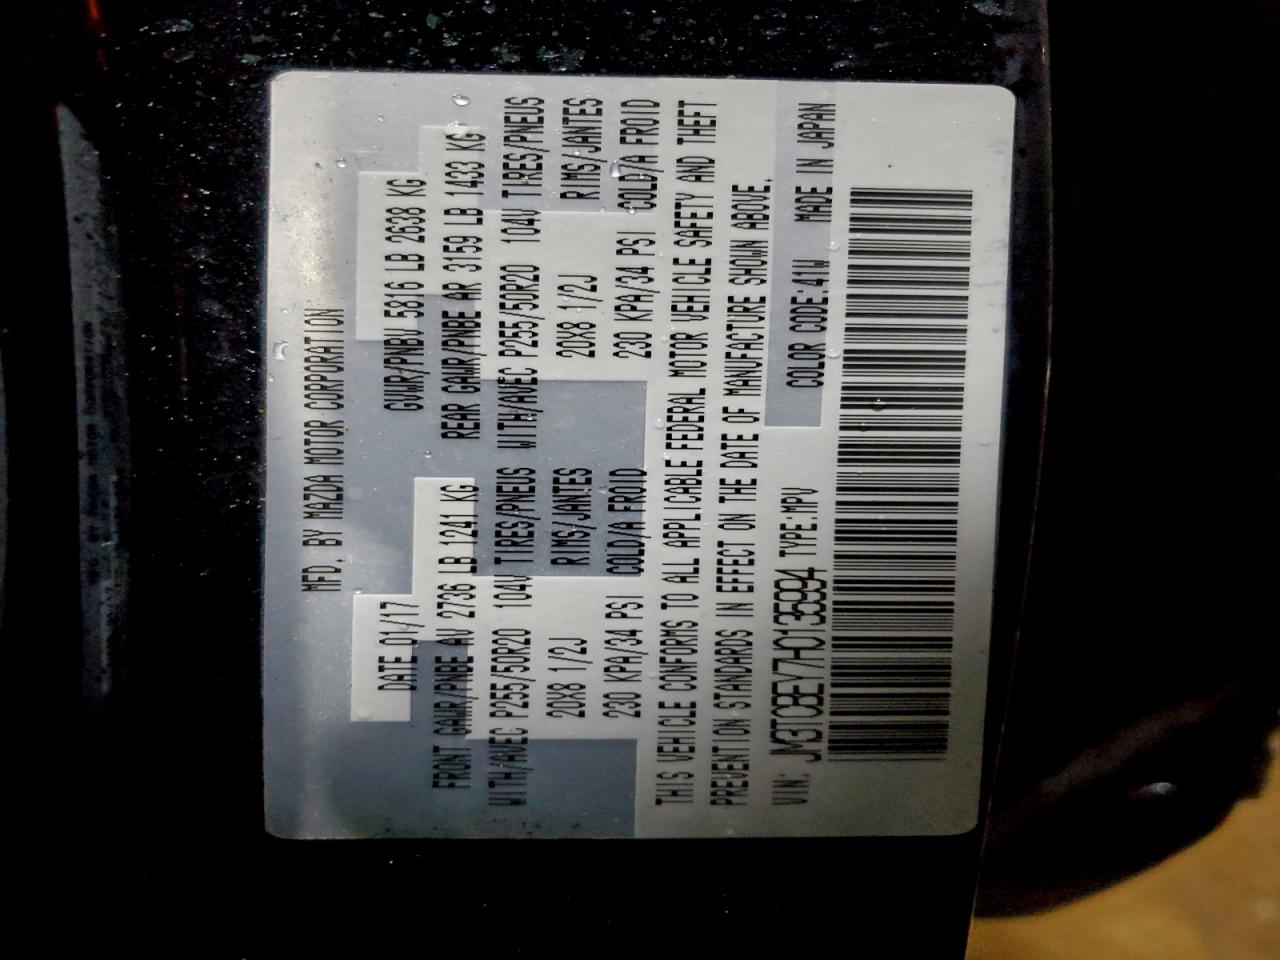 MFD. BY MAZDA MOTOR CORPORATION
DATE 01/17 GVWR/PNBV 5816 LB 2638 KG
FRONT GAWR/PNBE AV 2736 LB 1241 KG REAR GAWR/PNBE AR 3159 LB 1433 KG
WITH/AVEC P255/50R20 104V TIRES/PNEUS WITH/AVEC P255/50R20 104V TIRES/PNEUS
20X8 1/2J RIMS/JANTES 20X8 1/2J RIMS/JANTES
230 KPA/34 PSI COLD/A FROID 230 KPA/34 PSI COLD/A FROID
THIS VEHICLE CONFORMS TO ALL APPLICABLE FEDERAL MOTOR VEHICLE SAFETY AND THEFT
PREVENTION STANDARDS IN EFFECT ON THE DATE OF MANUFACTURE SHOWN ABOVE.
VIN: JM3TCBEY7H0135994 TYPE:MPV COLOR CODE:41W MADE IN JAPAN